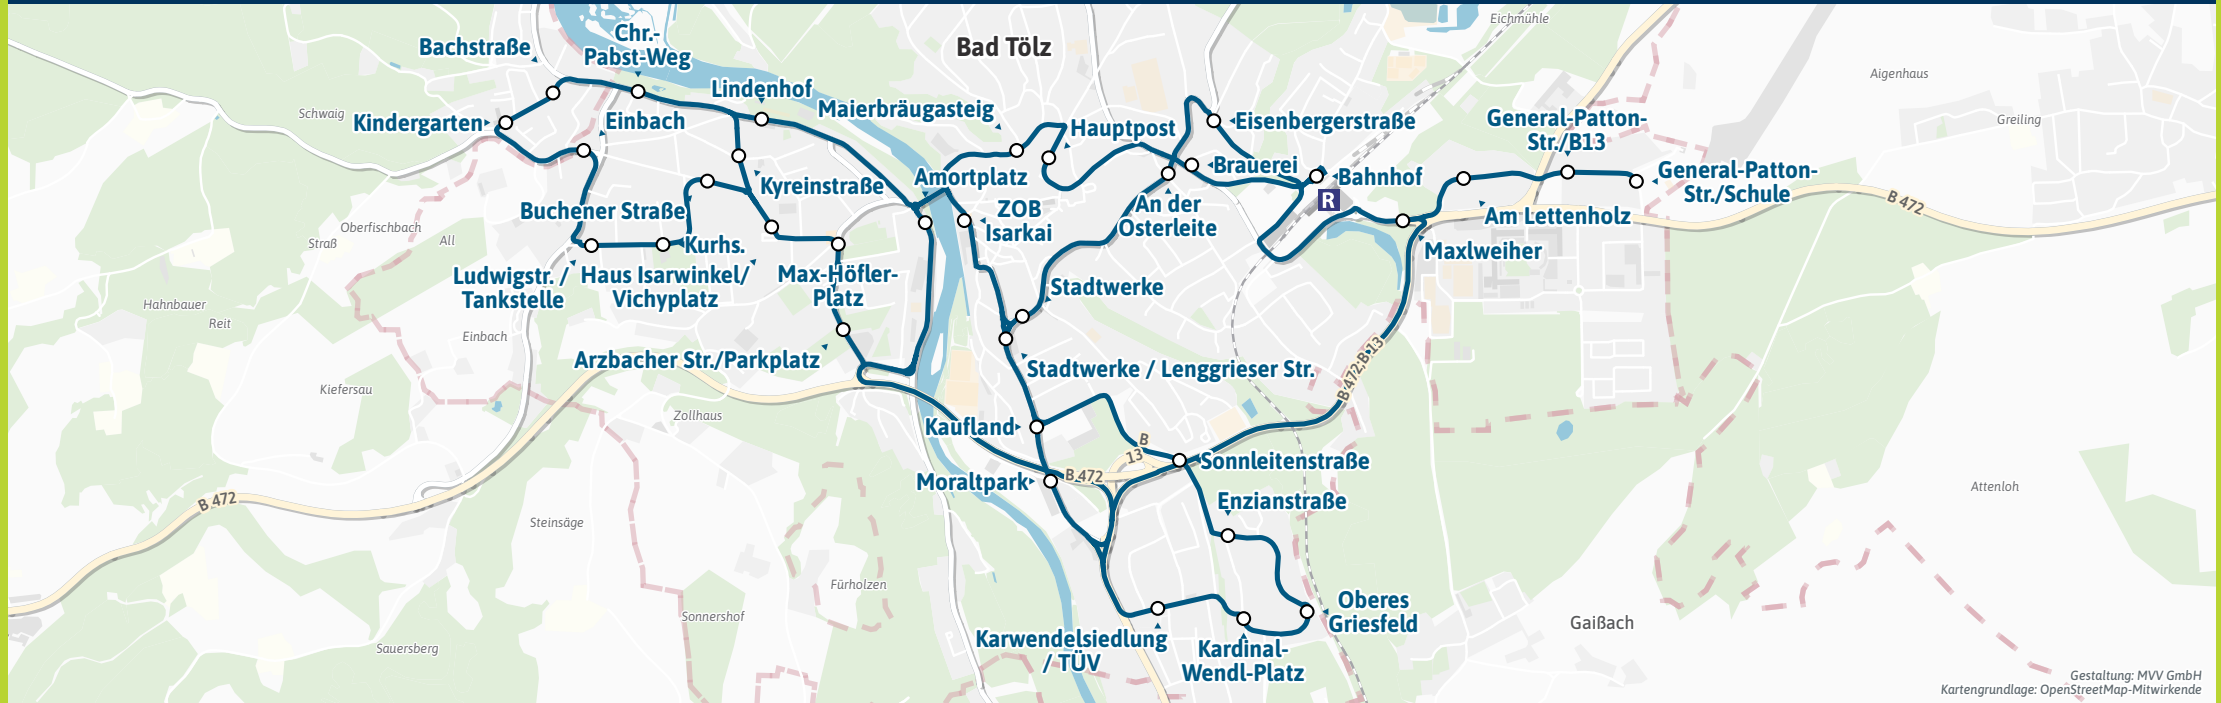 Eichmühle
Chr.-
Pabst-Weg
Bachstraße
Bad Tölz
Aigenhaus
Lindenhof
Maierbräugasteig
Schwaig
Kindergarten
Einbach
Hauptpost
Eisenbergerstraße
General-Patton-
Str./B13
Greiling
Brauerei
Bahnhof
R
General-Patton-
Str./Schule
Amortplatz
Kyreinstraße
Buchener Straße
ZOB
Isarkai
An der
Osterleite
Am Lettenholz
B 472
Oberfischbach
Straß
All
Kurhs.
Maxlweiher
Ludwigstr. /
Tankstelle
Haus Isarwinkel/
Vichyplatz
Max-Höfler-
Platz
Stadtwerke
Hahnbauer
Reit
Einbach
Arzbacher Str./Parkplatz
Stadtwerke / Lenggrieser Str.
B 472; B 13
Kiefersau
Zollhaus
Kaufland
B
13
B 472
Sonnleitenstraße
Moraltpark
Enzianstraße
B 472
Attenloh
Steinsäge
Fürholzen
Sonnershof
Oberes
Griesfeld
Gaißach
Karwendelsiedlung
/ TÜV
Kardinal-
Wendl-Platz
Sauersberg
Gestaltung: MVV GmbH
Kartengrundlage: OpenStreetMap-Mitwirkende